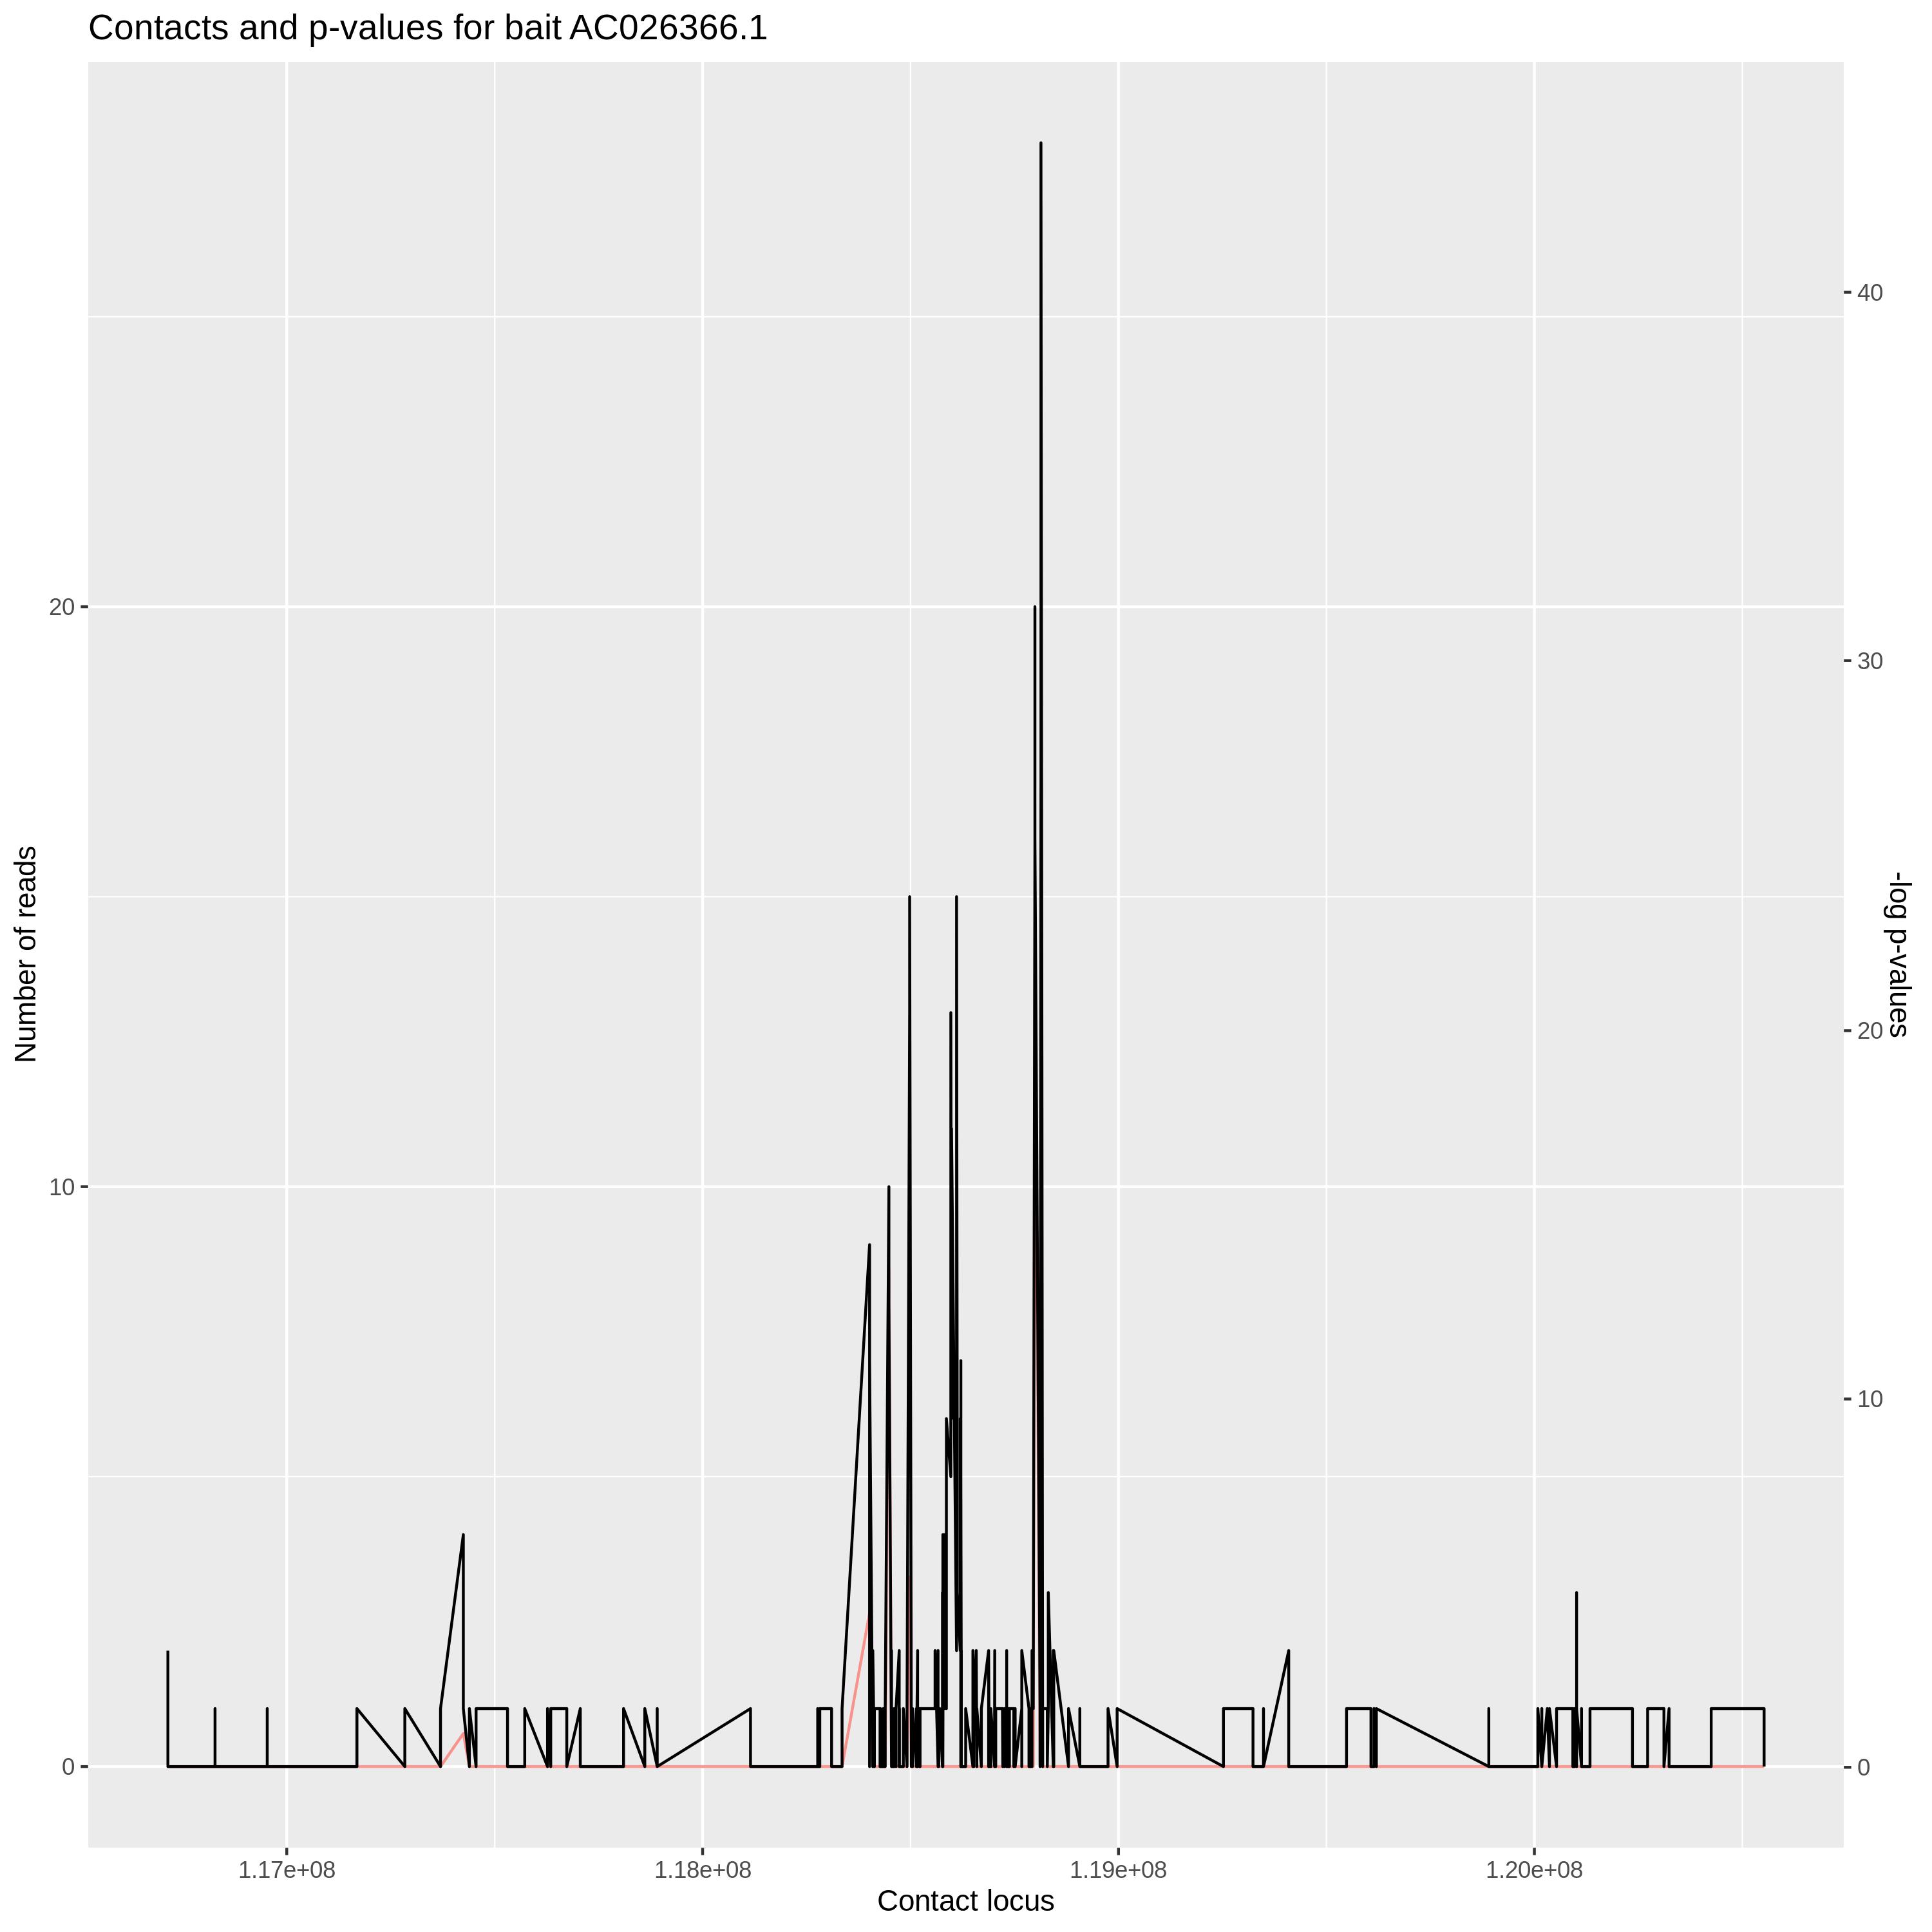 Contacts and p-values for bait AC026366.1
Number of reads
20
10
0
40
30
20
10
0
-log p-values
1.17e+08
1.18e+08
1.19e+08
1.20e+08
Contact locus